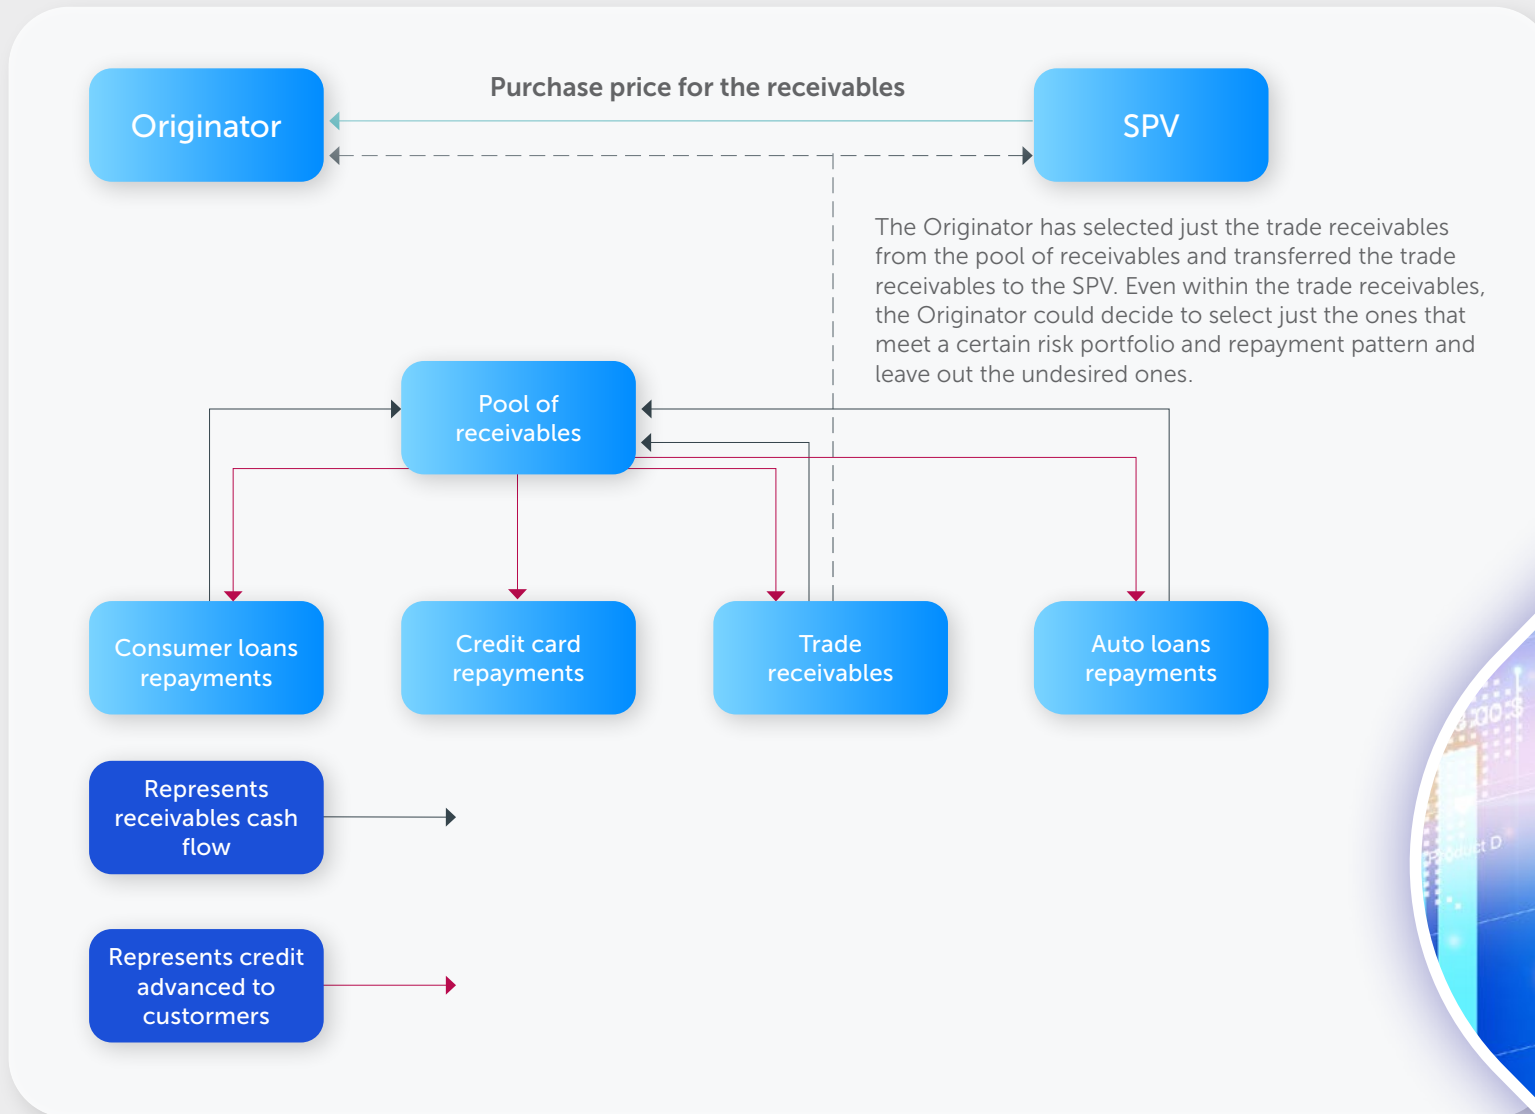 Purchase price for the receivables
Originator
SPV
The Originator has selected just the trade receivables
from the pool of receivables and transferred the trade
receivables to the SPV. Even within the trade receivables,
the Originator could decide to select just the ones that
meet a certain risk portfolio and repayment pattern and
leave out the undesired ones.
Pool of
receivables
Consumer loans
repayments
Credit card
repayments
Trade
receivables
Auto loans
repayments
Represents
receivables cash
flow
Represents credit
advanced to
custormers
Product D